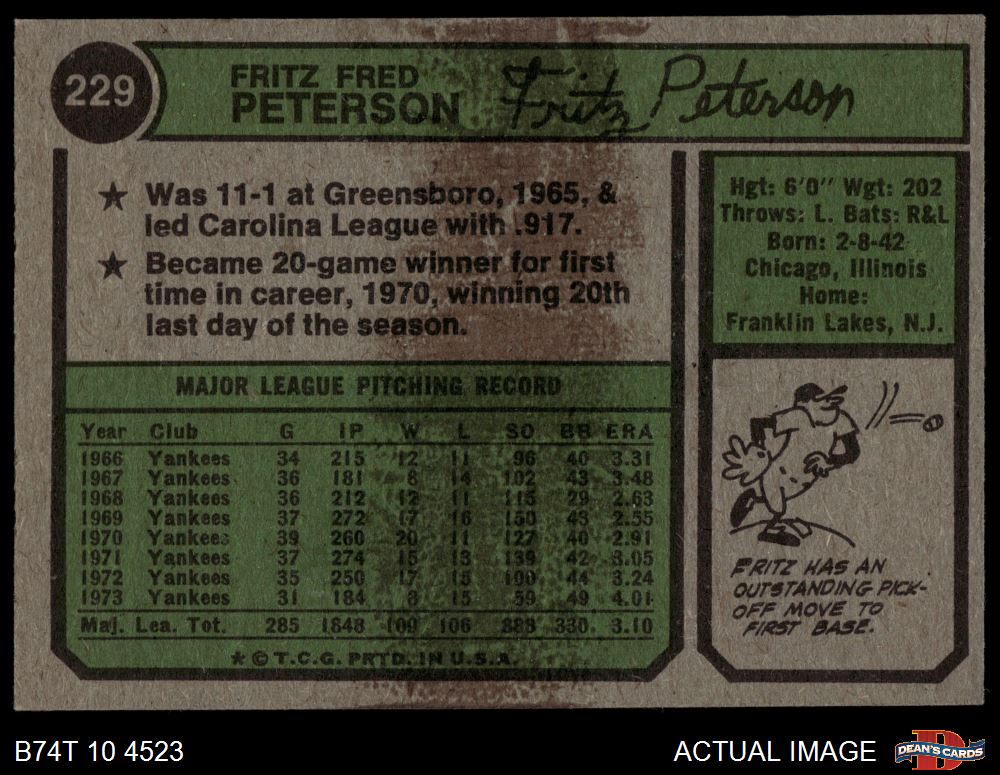 229
FRITZ FRED
PETERSON
Fritz Peterson
★ Was 11-1 at Greensboro, 1965, &
led Carolina League with .917.
★ Became 20-game winner for first
time in career, 1970, winning 20th
last day of the season.
Hgt: 6'0" Wgt: 202
Throws: L. Bats: R&L
Born: 2-8-42
Chicago, Illinois
Home:
Franklin Lakes, N.J.
MAJOR LEAGUE PITCHING RECORD
Year Club G IP W L SO BB ERA
1966 Yankees 34 215 12 11 96 40 3.31
1967 Yankees 36 181 8 14 102 43 3.48
1968 Yankees 36 212 12 11 115 29 2.63
1969 Yankees 37 272 17 16 150 43 2.55
1970 Yankees 39 260 20 11 127 40 2.91
1971 Yankees 37 274 15 13 139 42 3.05
1972 Yankees 35 250 17 15 100 44 3.24
1973 Yankees 31 184 8 15 59 49 4.01
Maj. Lea. Tot. 285 1848 109 106 888 330 3.10
★ © T.C.G. PRTD. IN U.S.A.
FRITZ HAS AN
OUTSTANDING PICK-
OFF MOVE TO
FIRST BASE.
B74T 10 4523
ACTUAL IMAGE
DEAN'S CARDS